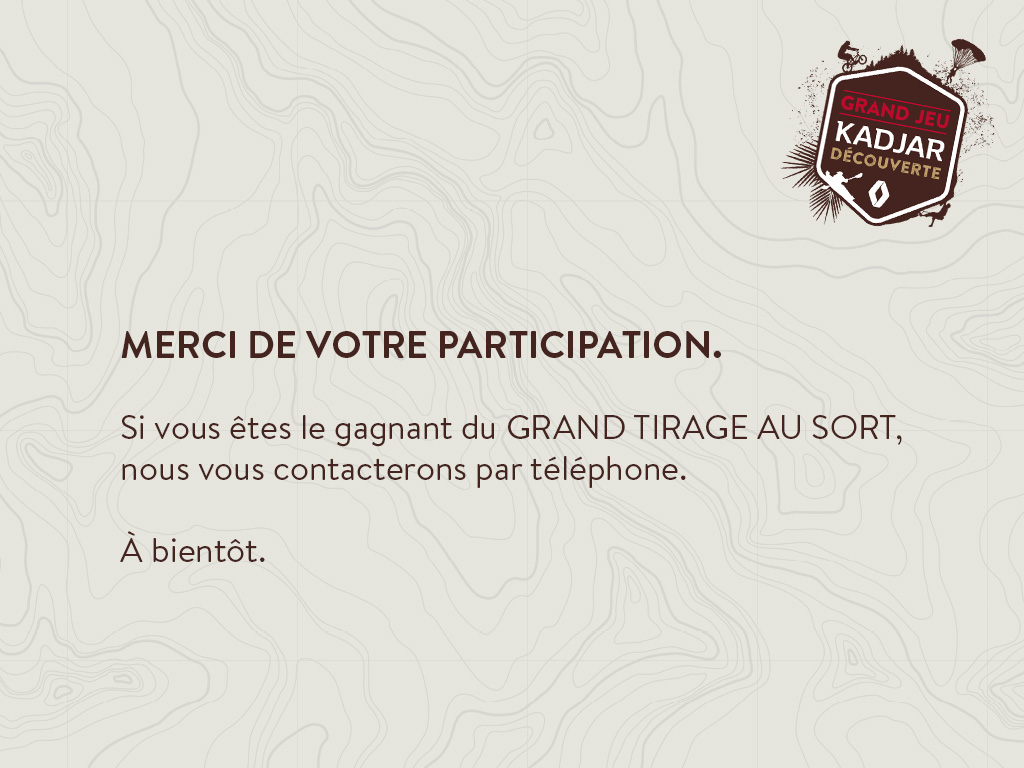 GRAND JEU
KADJAR
DÉCOUVERTE
MERCI DE VOTRE PARTICIPATION.
Si vous êtes le gagnant du GRAND TIRAGE AU SORT,
nous vous contacterons par téléphone.
À bientôt.